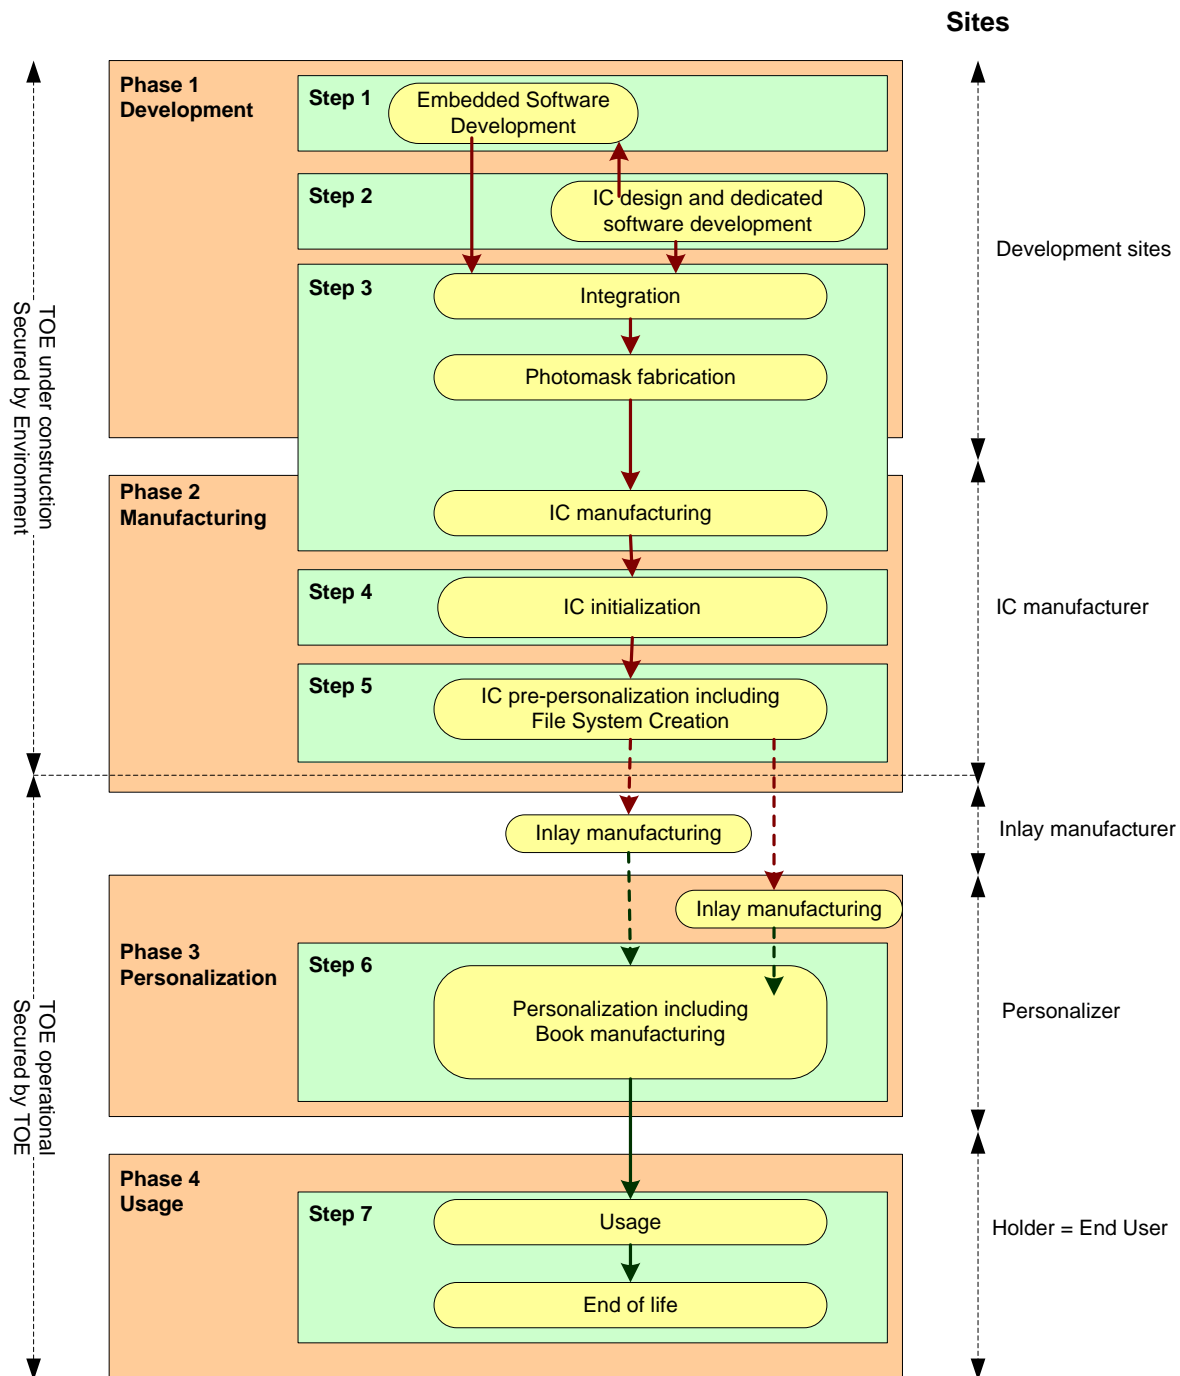 Sites
Phase 1
Development
Step 1
Embedded Software
Development
Step 2
IC design and dedicated
software development
Development sites
Step 3
Integration
Photomask fabrication
TOE under construction
Secured by Environment
Phase 2
Manufacturing
IC manufacturing
Step 4
IC initialization
IC manufacturer
Step 5
IC pre-personalization including
File System Creation
Inlay manufacturing
Inlay manufacturer
Inlay manufacturing
Phase 3
Personalization
Step 6
Personalization including
Book manufacturing
Personalizer
TOE operational
Secured by TOE
Phase 4
Usage
Step 7
Usage
Holder = End User
End of life